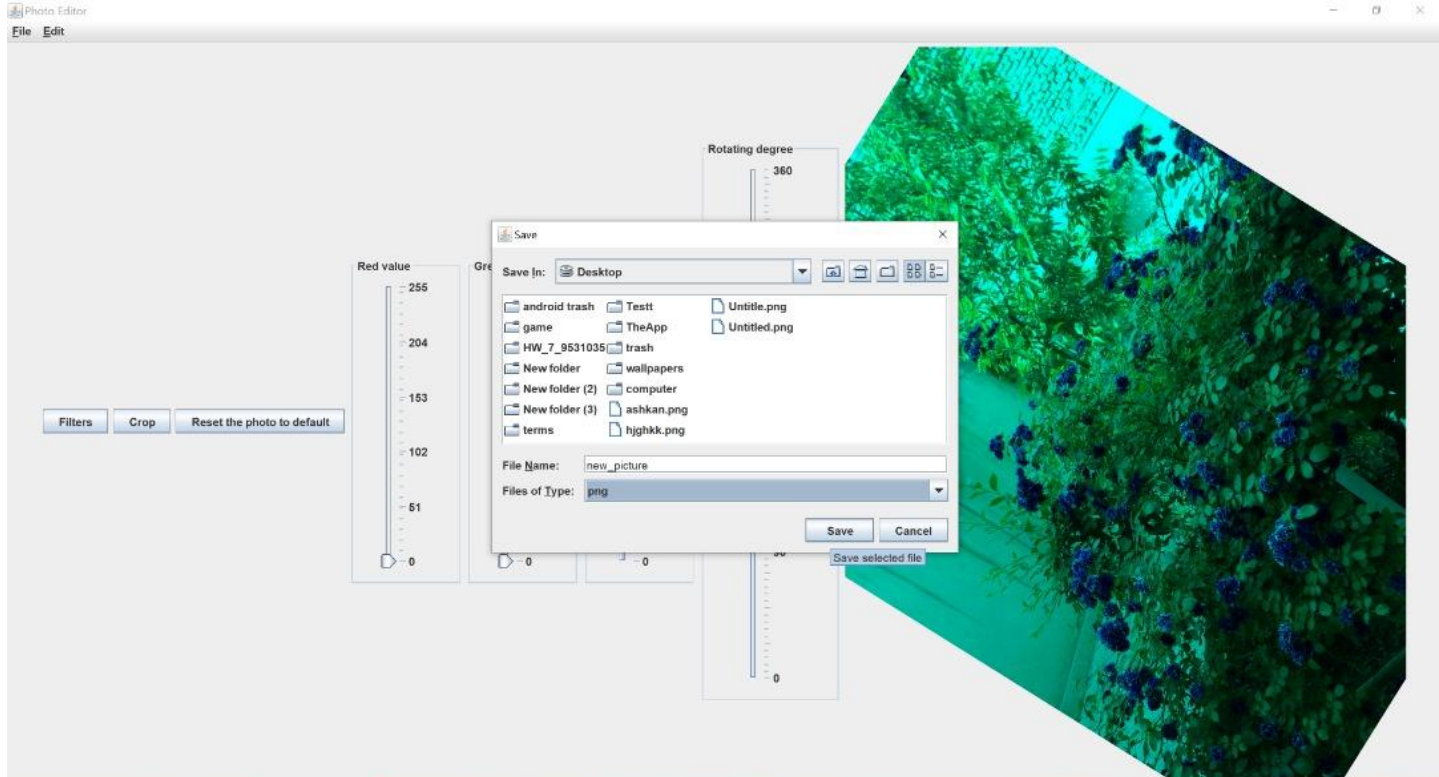 Photo Editor
File Edit
Rotating degree
360
Save
Red value
Gre
Save In: Desktop
255
android trash Testt Untitle.png
game TheApp Untitled.png
204
HW_7_9531035 trash
New folder wallpapers
New folder (2) computer
153
New folder (3) ashkan.png
Filters Crop Reset the photo to default
terms hjghkk.png
102
File Name: new_picture
Files of Type: png
51
Save Cancel
Save selected file
0 0 0
0